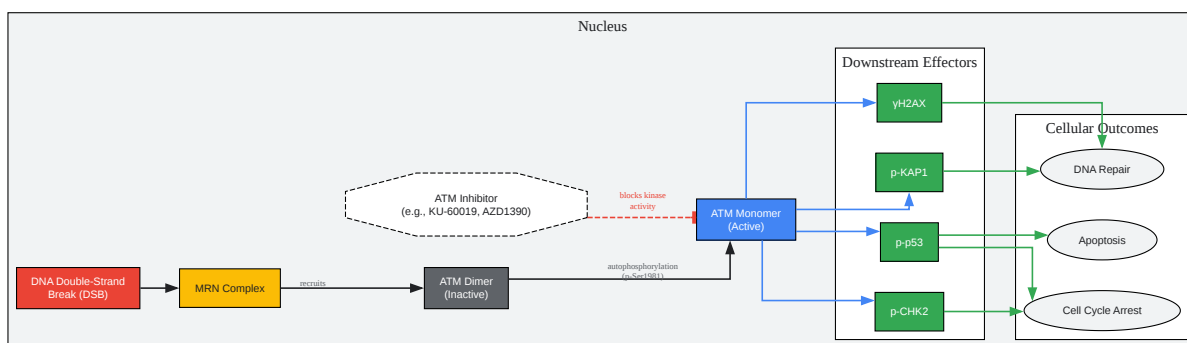 Nucleus
Downstream Effectors
γH2AX
Cellular Outcomes
p-KAP1
DNA Repair
ATM Inhibitor
(e.g., KU-60019, AZD1390)
blocks kinase
activity
ATM Monomer
(Active)
p-p53
Apoptosis
DNA Double-Strand
Break (DSB)
MRN Complex
recruits
ATM Dimer
(Inactive)
autophosphorylation
(p-Ser1981)
p-CHK2
Cell Cycle Arrest